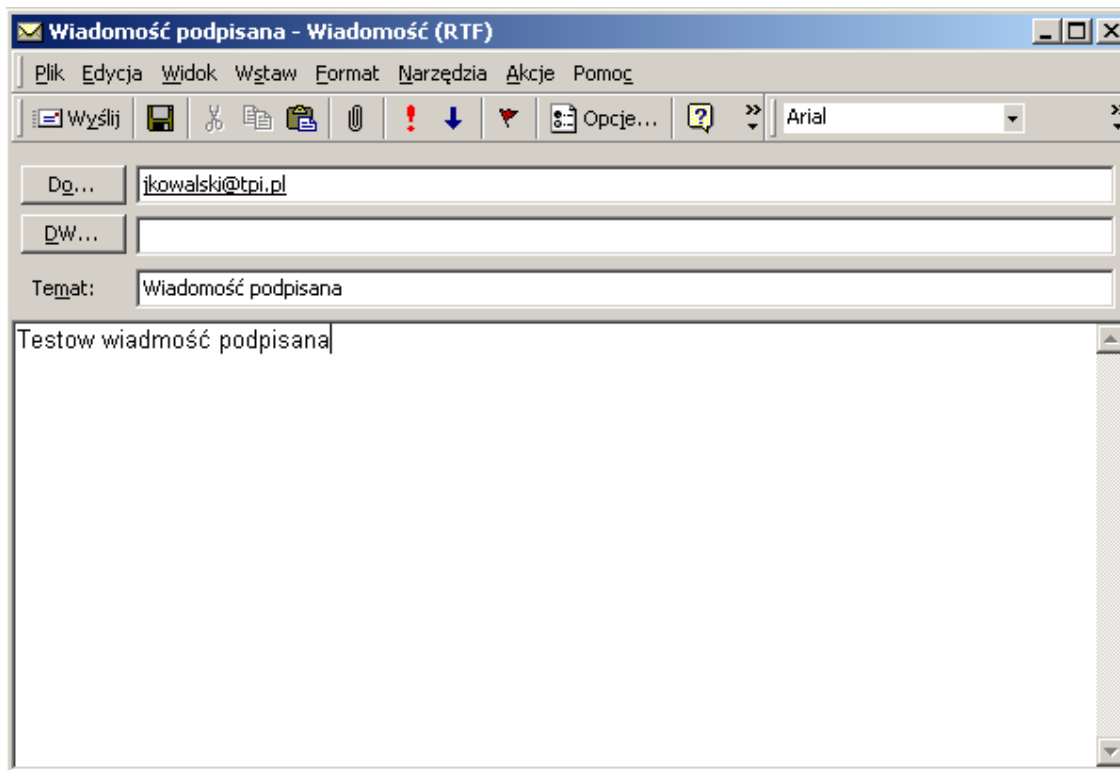 Wiadomość podpisana - Wiadomość (RTF)
Plik Edycja Widok Wstaw Format Narzędzia Akcje Pomoc
Wyślij Opcje... Arial
Do... jkowalski@tpi.pl
DW...
Temat: Wiadomość podpisana
Testow wiadmość podpisana